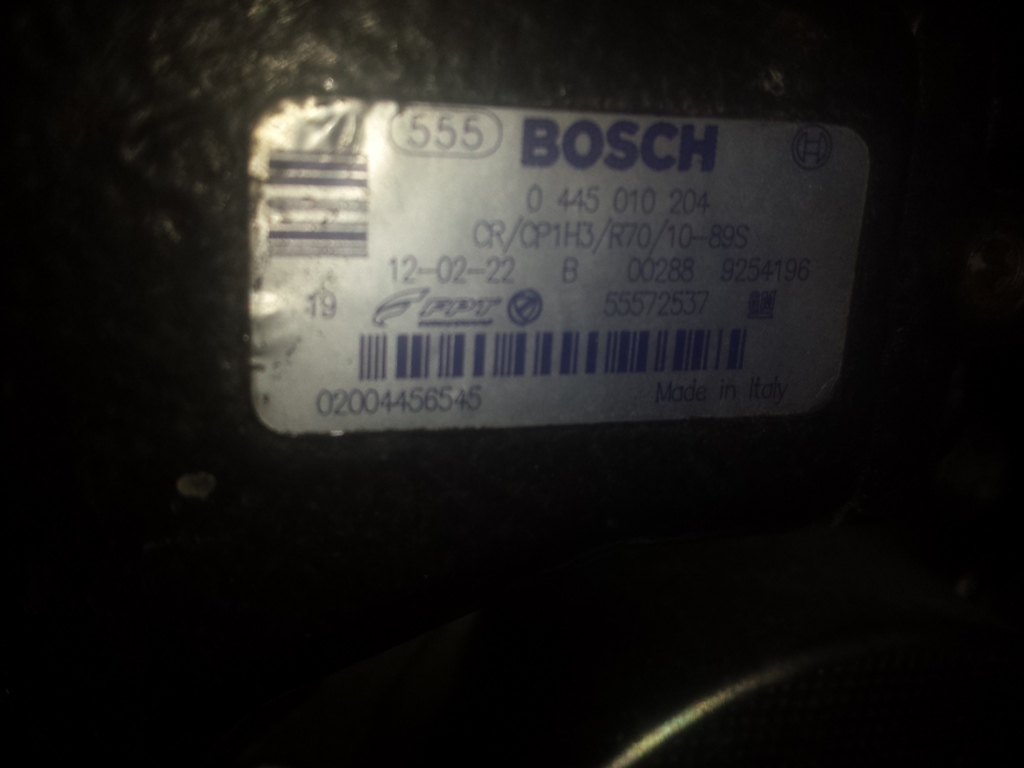 555 BOSCH
0 445 010 204
CR/CP1H3/R70/10-89S
12-02-22 B 00288 9254196
19 FPT 55572537 GM
02004456545 Made in Italy